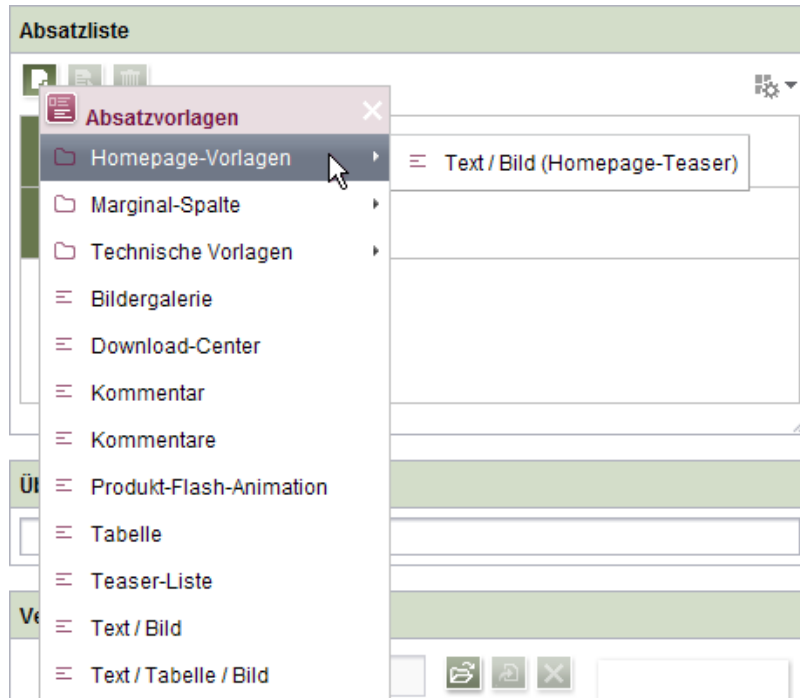 Absatzliste
Absatzvorlagen
Homepage-Vorlagen
Text / Bild (Homepage-Teaser)
Marginal-Spalte
Technische Vorlagen
Bildergalerie
Download-Center
Kommentar
Kommentare
Produkt-Flash-Animation
Tabelle
Teaser-Liste
Text / Bild
Text / Tabelle / Bild